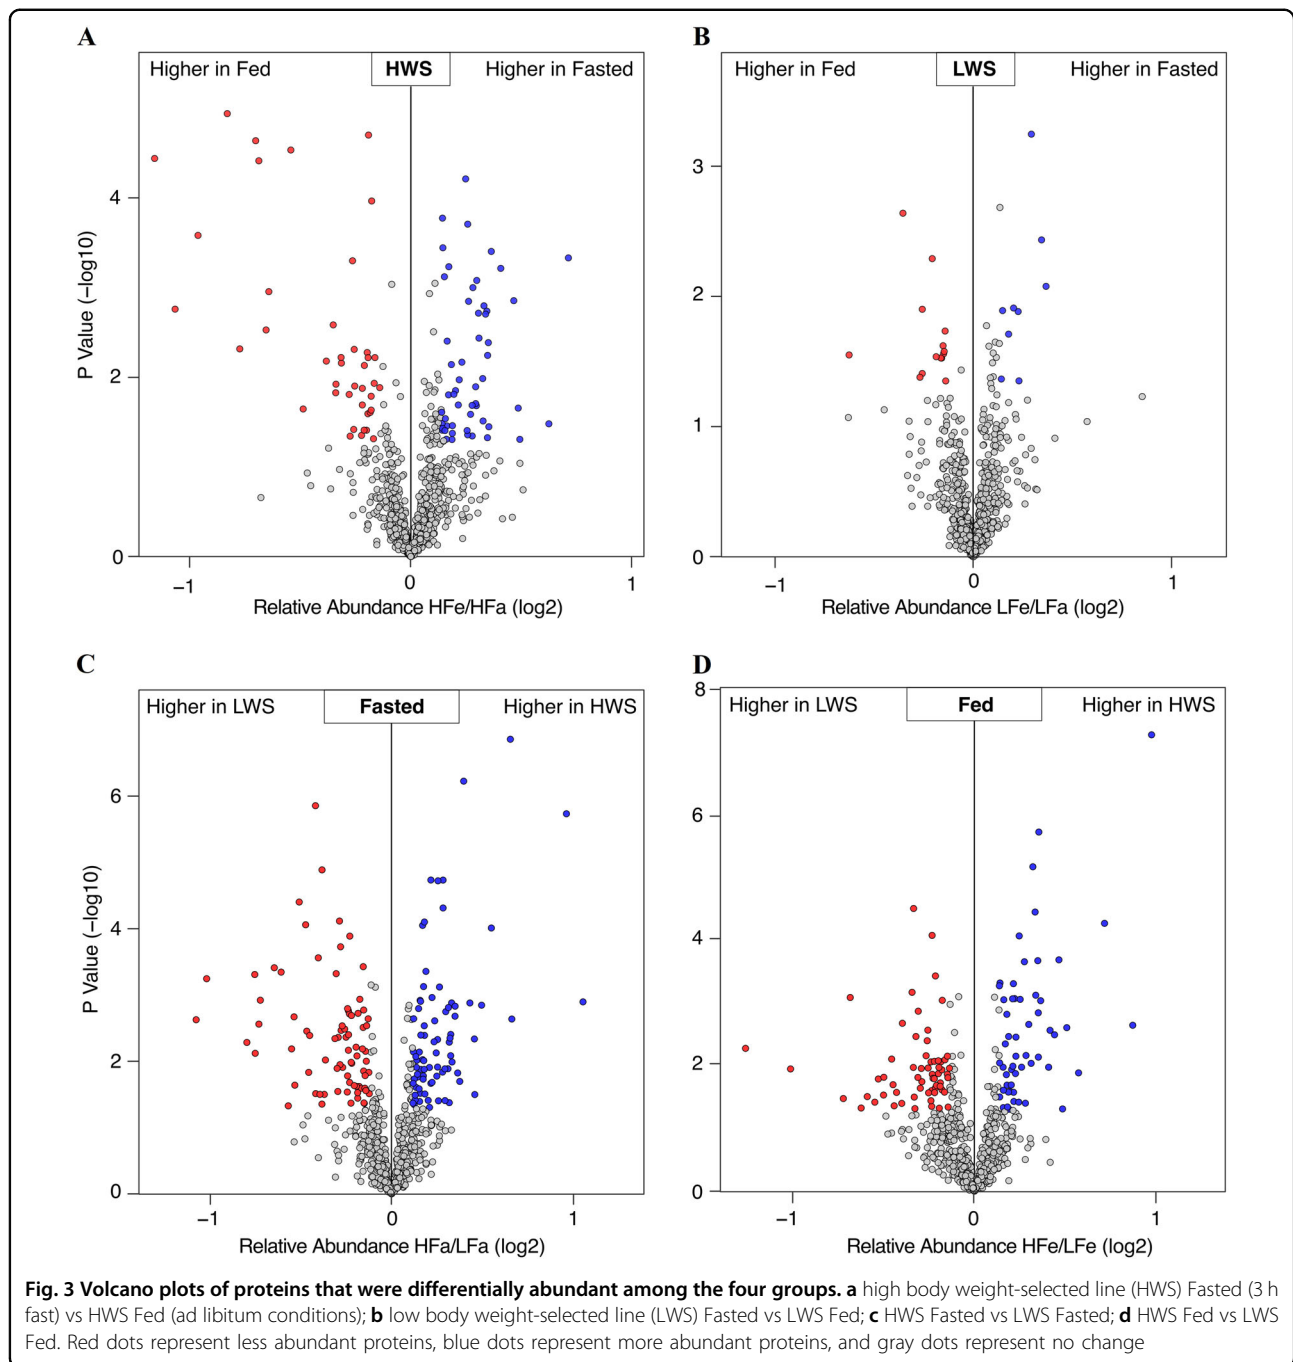 A
Higher in Fed
HWS
Higher in Fasted
4
2
0
P Value (−log10)
−1
0
1
Relative Abundance HFe/HFa (log2)
B
Higher in Fed
LWS
Higher in Fasted
3
2
1
0
−1
0
1
Relative Abundance LFe/LFa (log2)
C
Higher in LWS
Fasted
Higher in HWS
6
4
2
0
P Value (−log10)
−1
0
1
Relative Abundance HFa/LFa (log2)
D
Higher in LWS
Fed
Higher in HWS
8
6
4
2
0
−1
0
1
Relative Abundance HFe/LFe (log2)
Fig. 3 Volcano plots of proteins that were differentially abundant among the four groups. a high body weight-selected line (HWS) Fasted (3 h
fast) vs HWS Fed (ad libitum conditions); b low body weight-selected line (LWS) Fasted vs LWS Fed; c HWS Fasted vs LWS Fasted; d HWS Fed vs LWS
Fed. Red dots represent less abundant proteins, blue dots represent more abundant proteins, and gray dots represent no change